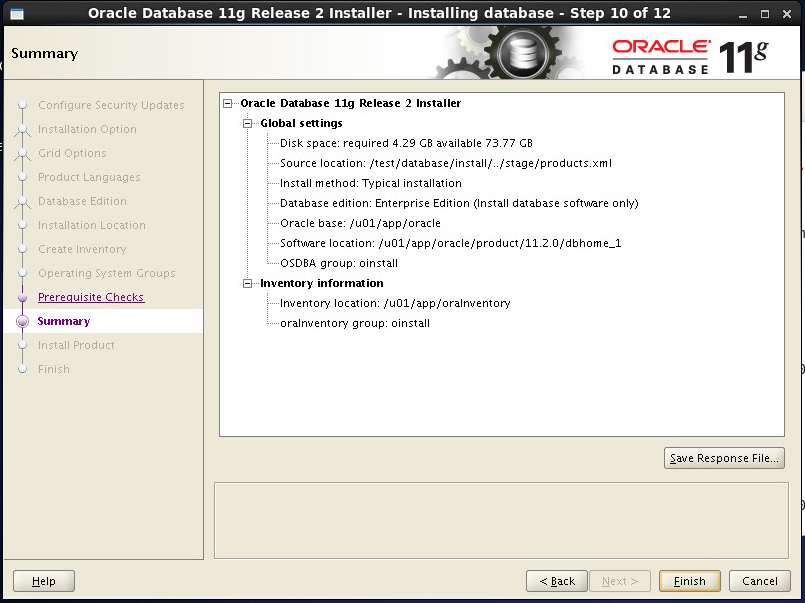 Oracle Database 11g Release 2 Installer - Installing database - Step 10 of 12
Summary
ORACLE
DATABASE
11g
Configure Security Updates
Installation Option
Grid Options
Product Languages
Database Edition
Installation Location
Create Inventory
Operating System Groups
Prerequisite Checks
Summary
Install Product
Finish
Oracle Database 11g Release 2 Installer
Global settings
Disk space: required 4.29 GB available 73.77 GB
Source location: /test/database/install/../stage/products.xml
Install method: Typical installation
Database edition: Enterprise Edition (Install database software only)
Oracle base: /u01/app/oracle
Software location: /u01/app/oracle/product/11.2.0/dbhome_1
OSDBA group: oinstall
Inventory information
Inventory location: /u01/app/oraInventory
oraInventory group: oinstall
Save Response File...
Help
< Back
Next >
Finish
Cancel